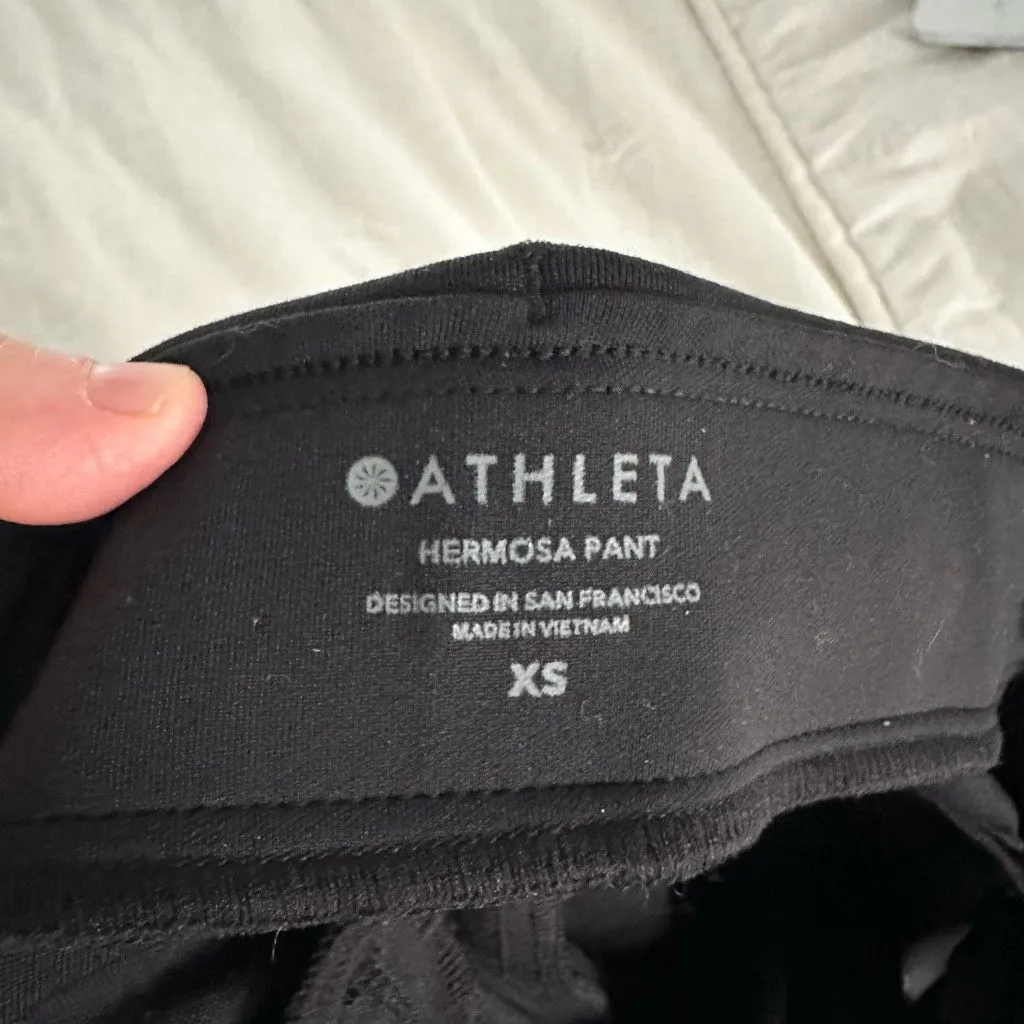 ATHLETA
HERMOSA PANT
DESIGNED IN SAN FRANCISCO
MADE IN VIETNAM
XS